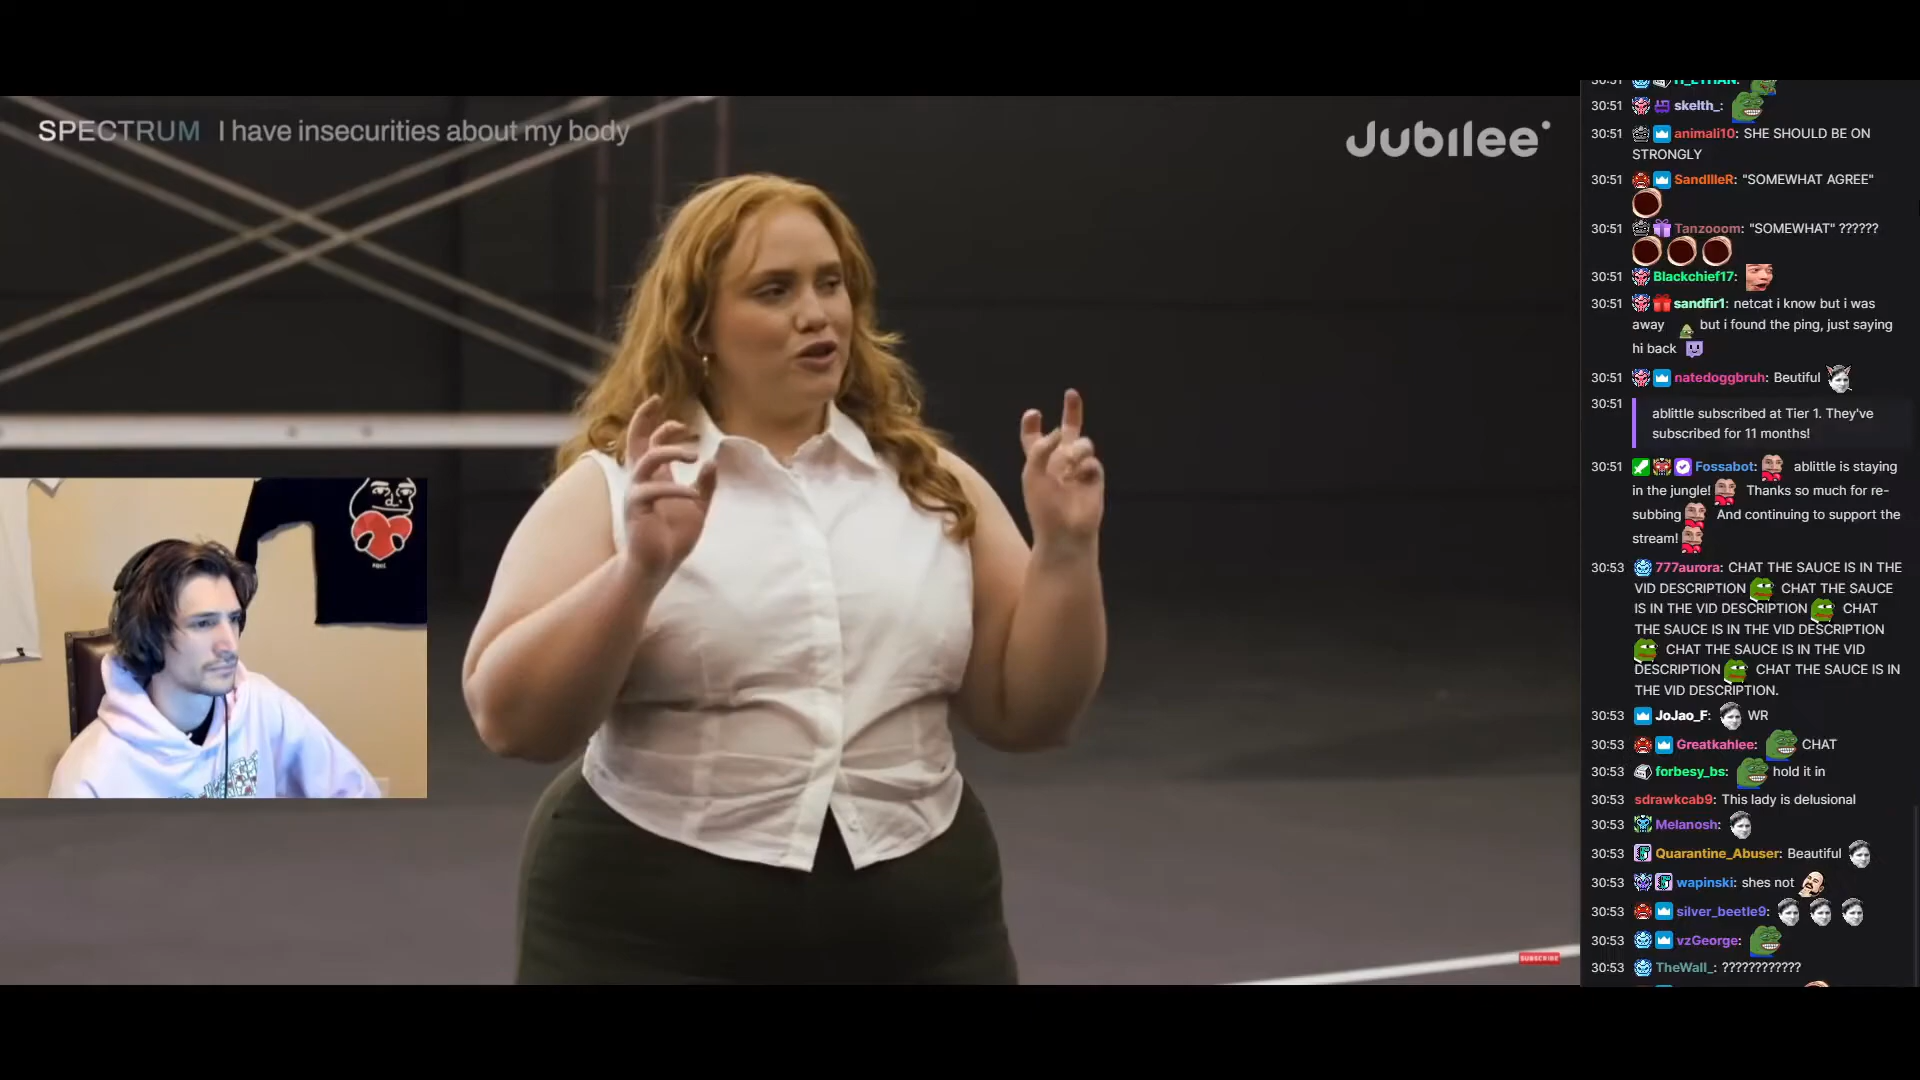 SPECTRUM I have insecurities about my body
Jubilee
30:51 skelth_:
30:51 animali10: SHE SHOULD BE ON
STRONGLY
30:51 SandIlleR: "SOMEWHAT AGREE"
30:51 Tanzooom: "SOMEWHAT" ??????
30:51 Blackchief17:
30:51 sandfir1: netcat i know but i was
away but i found the ping, just saying
hi back
30:51 natedoggbruh: Beutiful
30:51
ablittle subscribed at Tier 1. They've
subscribed for 11 months!
30:51 Fossabot: ablittle is staying
in the jungle! Thanks so much for re-
subbing And continuing to support the
stream!
30:53 777aurora: CHAT THE SAUCE IS IN THE
VID DESCRIPTION CHAT THE SAUCE
IS IN THE VID DESCRIPTION CHAT
THE SAUCE IS IN THE VID DESCRIPTION
CHAT THE SAUCE IS IN THE VID
DESCRIPTION CHAT THE SAUCE IS IN
THE VID DESCRIPTION.
30:53 JoJao_F: WR
30:53 Greatkahlee: CHAT
30:53 forbesy_bs: hold it in
30:53 sdrawkcab9: This lady is delusional
30:53 Melanosh:
30:53 Quarantine_Abuser: Beautiful
30:53 wapinski: shes not
30:53 silver_beetle9:
30:53 vzGeorge:
30:53 TheWall_: ????????????
SUBSCRIBE